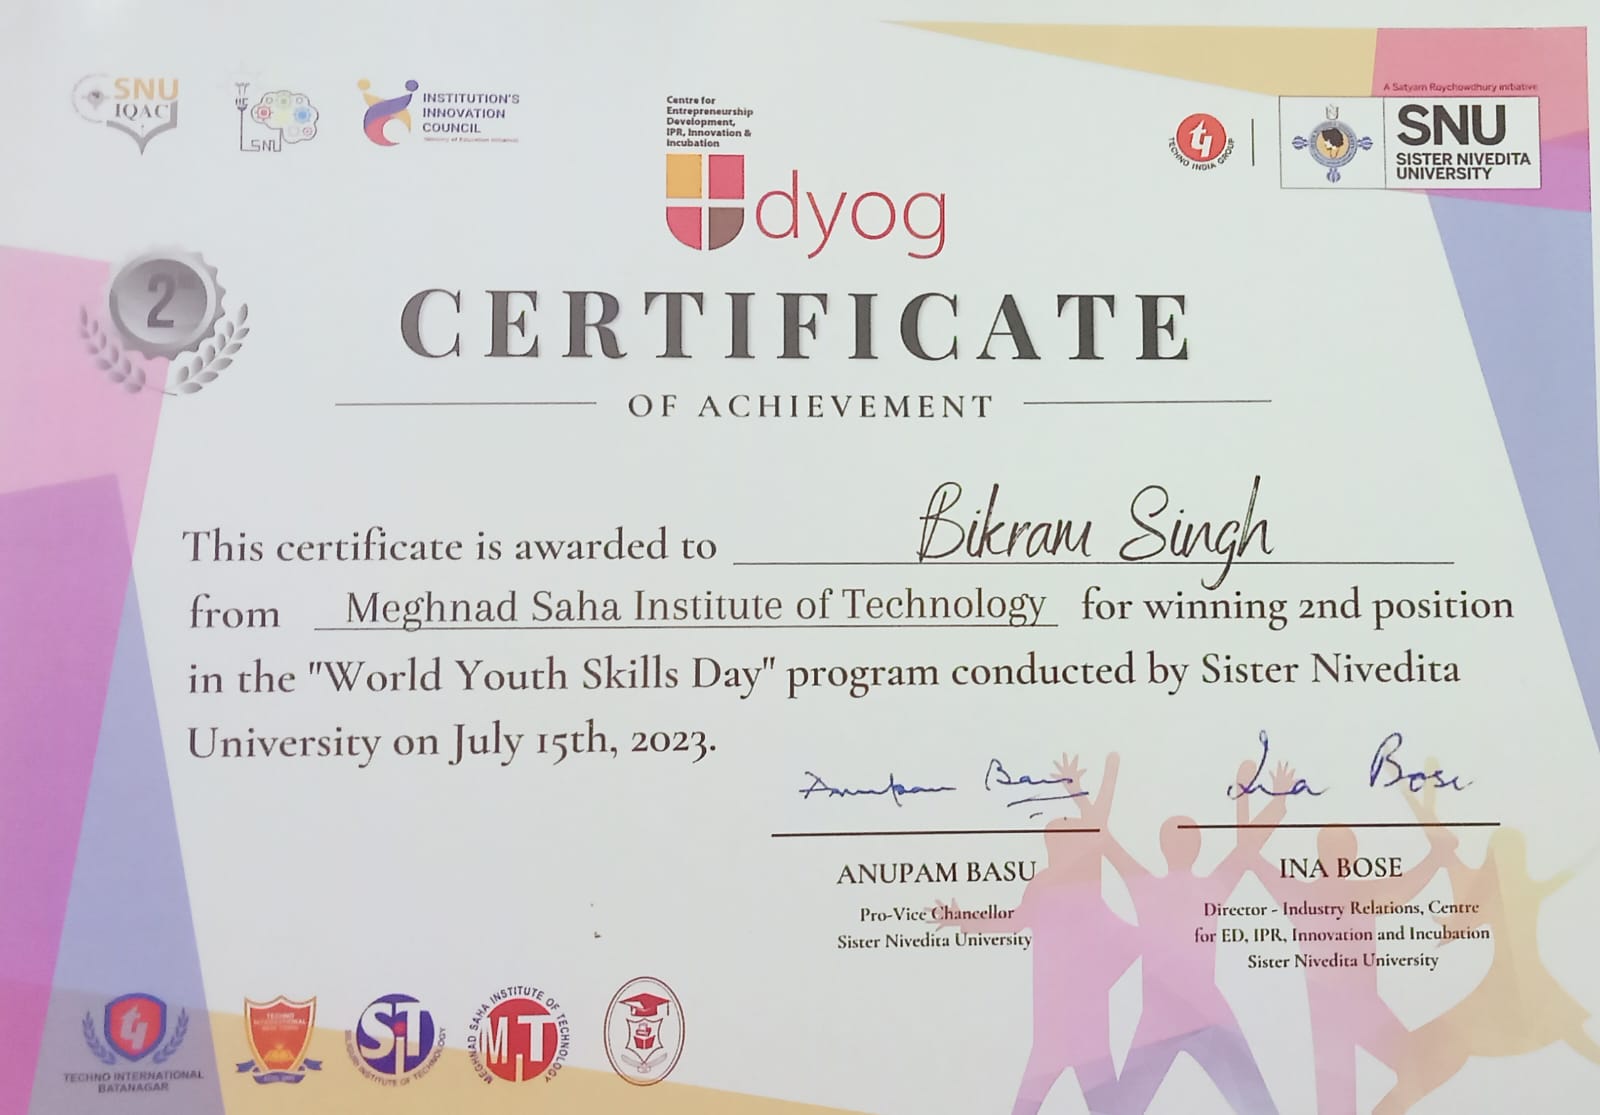 SNU
IQAC
SNU
INSTITUTION'S
INNOVATION
COUNCIL
Ministry of Education Initiative
Centre for
Entrepreneurship
Development,
IPR, Innovation &
Incubation
Udyog
TECHNO INDIA GROUP
A Satyam Roychowdhury initiative
SNU
SISTER NIVEDITA
UNIVERSITY
2nd
CERTIFICATE
OF ACHIEVEMENT
This certificate is awarded to Bikram Singh
from Meghnad Saha Institute of Technology for winning 2nd position
in the "World Youth Skills Day" program conducted by Sister Nivedita
University on July 15th, 2023.
Anupam Basu
Ina Bose
ANUPAM BASU
Pro-Vice Chancellor
Sister Nivedita University
INA BOSE
Director - Industry Relations, Centre
for ED, IPR, Innovation and Incubation
Sister Nivedita University
TECHNO INTERNATIONAL
BATANAGAR
TECHNO
INTERNATIONAL
NEW TOWN
SiT
SILIGURI INSTITUTE OF TECHNOLOGY
MiT
MEGHNAD SAHA INSTITUTE OF TECHNOLOGY